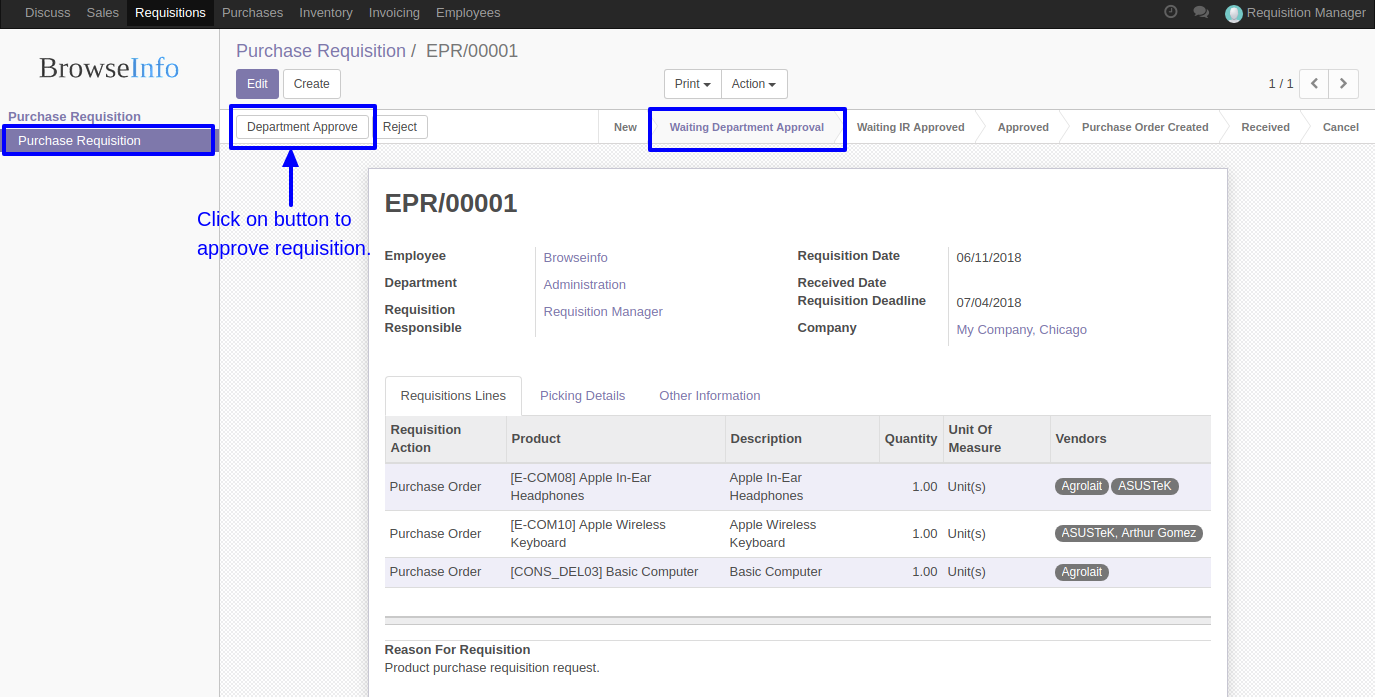 Discuss Sales Requisitions Purchases Inventory Invoicing Employees Requisition Manager
BrowseInfo
Purchase Requisition
Purchase Requisition
Purchase Requisition / EPR/00001
Edit Create Print Action 1 / 1
Department Approve Reject New Waiting Department Approval Waiting IR Approved Approved Purchase Order Created Received Cancel
Click on button to
approve requisition.
EPR/00001
Employee Browseinfo
Department Administration
Requisition
Responsible Requisition Manager
Requisition Date 06/11/2018
Received Date
Requisition Deadline 07/04/2018
Company My Company, Chicago
Requisitions Lines Picking Details Other Information
Requisition
Action Product Description Quantity Unit Of
Measure Vendors
Purchase Order [E-COM08] Apple In-Ear
Headphones Apple In-Ear
Headphones 1.00 Unit(s) Agrolait ASUSTeK
Purchase Order [E-COM10] Apple Wireless
Keyboard Apple Wireless
Keyboard 1.00 Unit(s) ASUSTeK, Arthur Gomez
Purchase Order [CONS_DEL03] Basic Computer Basic Computer 1.00 Unit(s) Agrolait
Reason For Requisition
Product purchase requisition request.